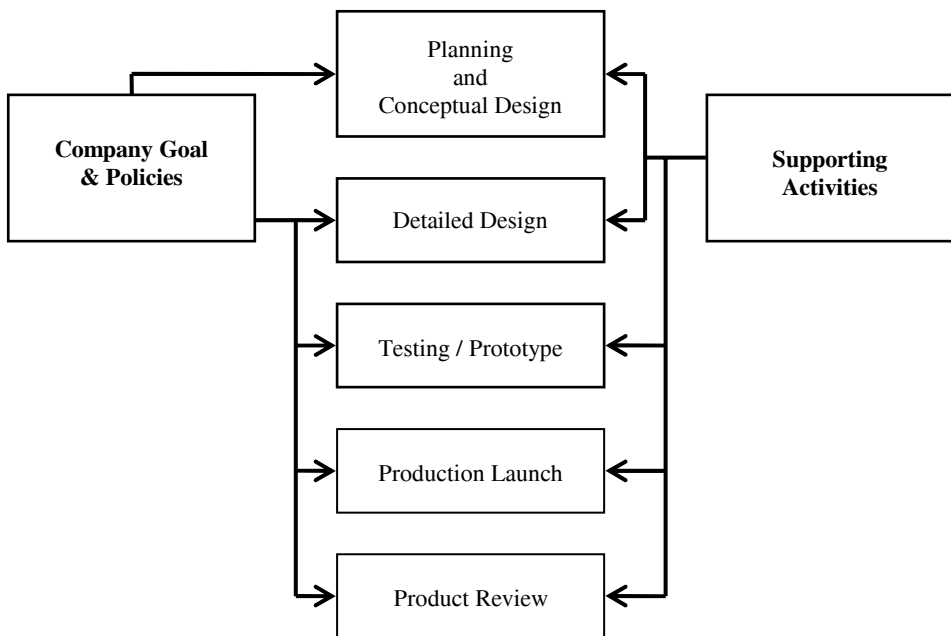 Planning
and
Conceptual Design
Company Goal
& Policies
Supporting
Activities
Detailed Design
Testing / Prototype
Production Launch
Product Review